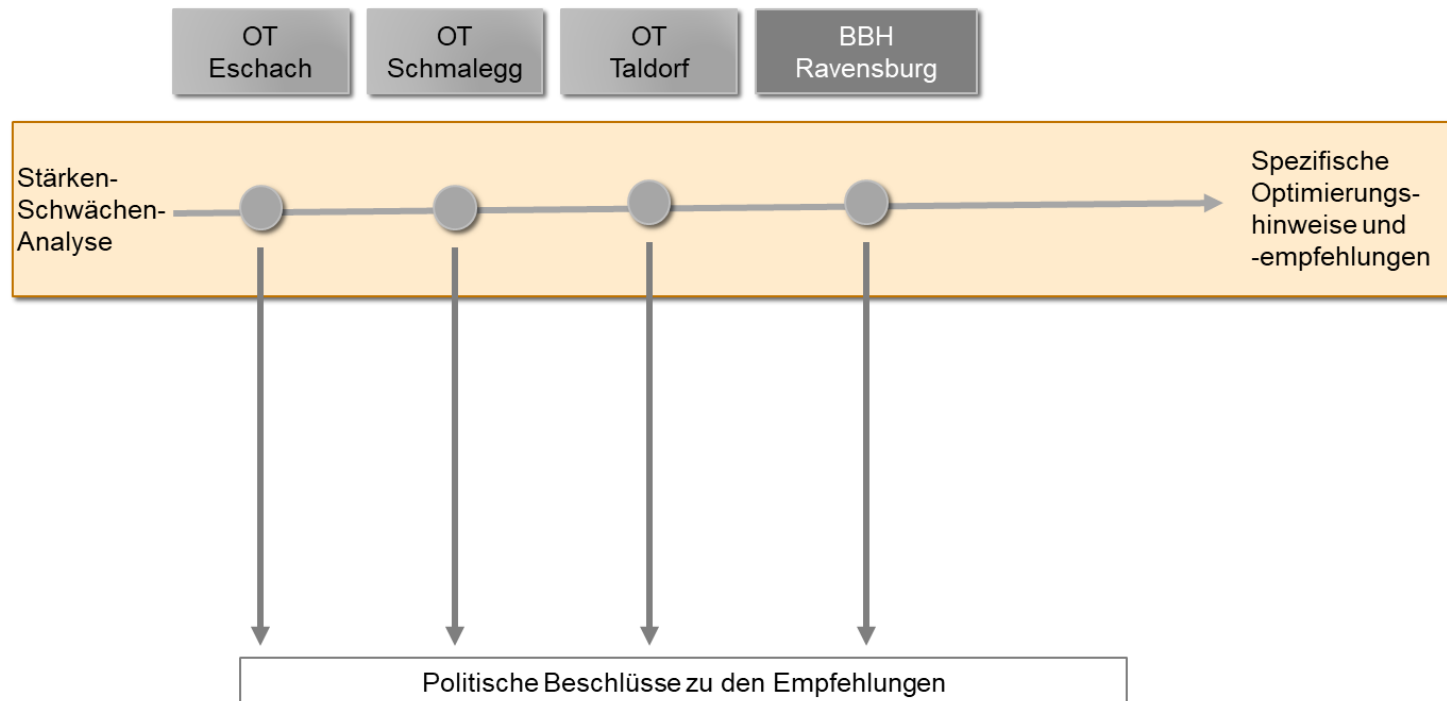 OT
Eschach
OT
Schmalegg
OT
Taldorf
BBH
Ravensburg
Stärken-
Schwächen-
Analyse
Spezifische
Optimierungs-
hinweise und
-empfehlungen
Politische Beschlüsse zu den Empfehlungen